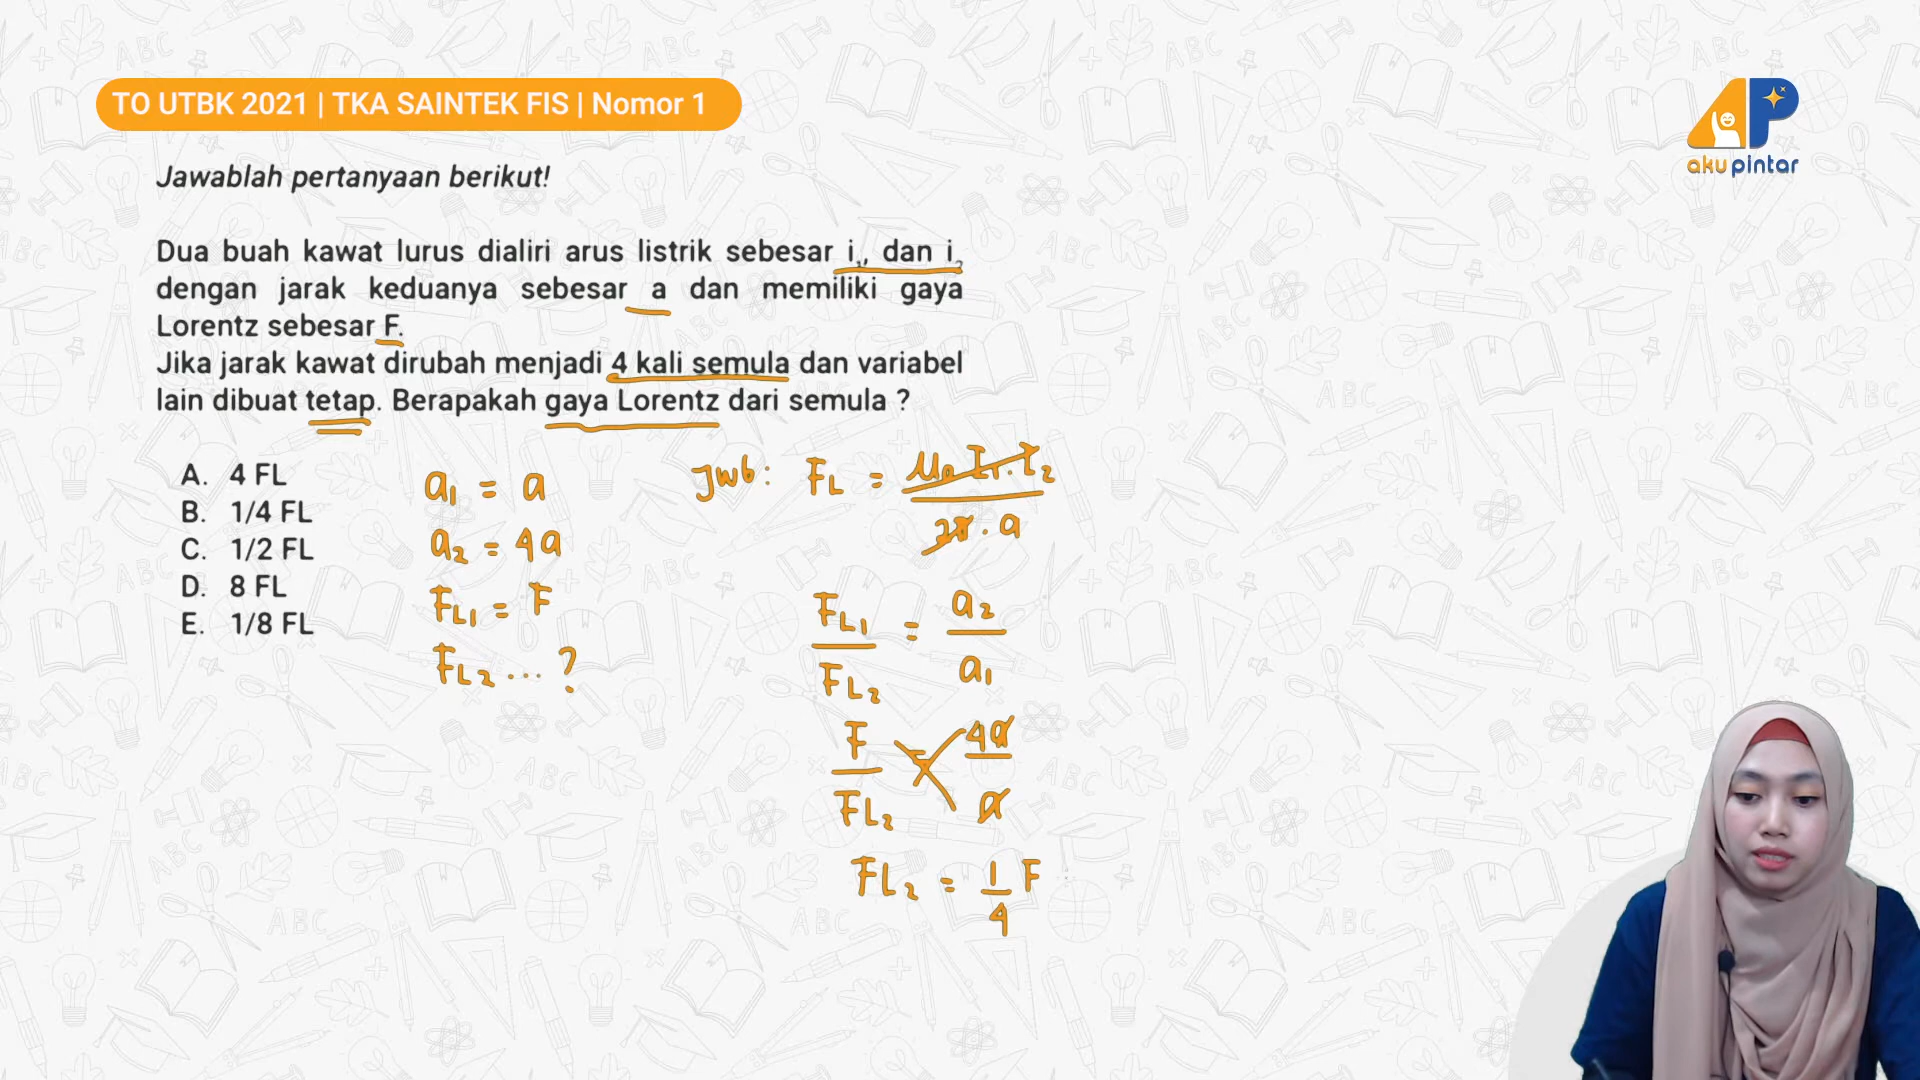 TO UTBK 2021 | TKA SAINTEK FIS | Nomor 1
akupintar
Jawablah pertanyaan berikut!
Dua buah kawat lurus dialiri arus listrik sebesar i₁, dan i₂
dengan jarak keduanya sebesar a dan memiliki gaya
Lorentz sebesar F.
Jika jarak kawat dirubah menjadi 4 kali semula dan variabel
lain dibuat tetap. Berapakah gaya Lorentz dari semula ?
A. 4 FL
B. 1/4 FL
C. 1/2 FL
D. 8 FL
E. 1/8 FL
a₁ = a
a₂ = 4a
FL₁ = F
FL₂ ... ?
Jwb: FL = μ₀ I₁. I₂ / 2π . a
FL₁ / FL₂ = a₂ / a₁
F / FL₂ = 4a / a
FL₂ = 1/4 F